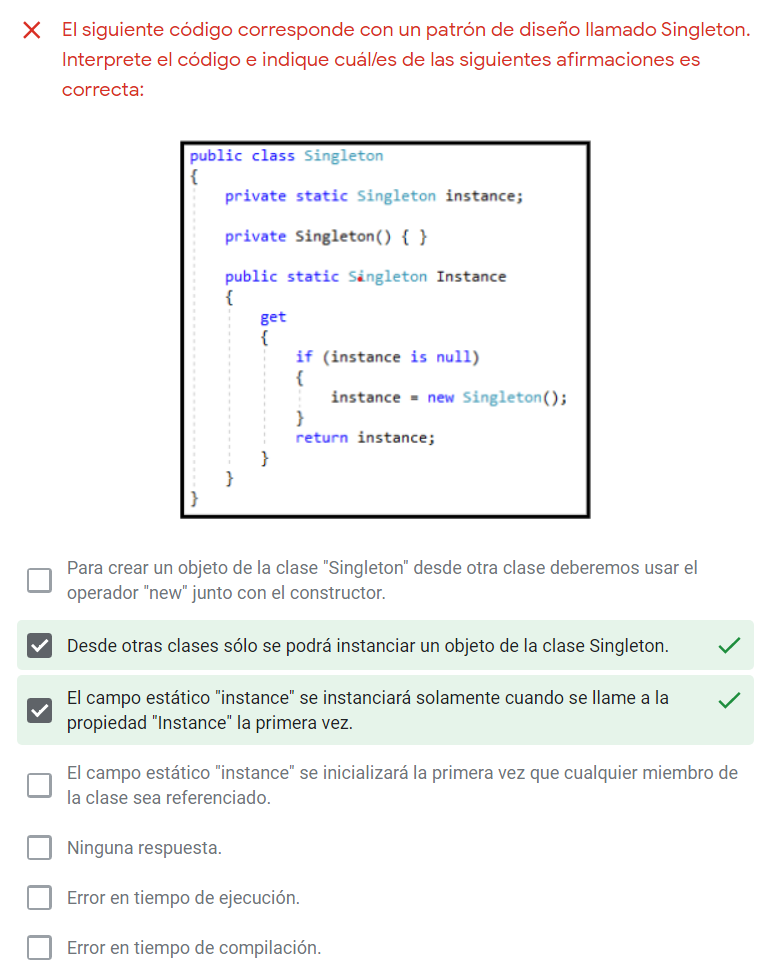 El siguiente código corresponde con un patrón de diseño llamado Singleton.
Interprete el código e indique cuál/es de las siguientes afirmaciones es
correcta:
public class Singleton
{
private static Singleton instance;
private Singleton() { }
public static Singleton Instance
{
get
{
if (instance is null)
{
instance = new Singleton();
}
return instance;
}
}
}
Para crear un objeto de la clase "Singleton" desde otra clase deberemos usar el
operador "new" junto con el constructor.
Desde otras clases sólo se podrá instanciar un objeto de la clase Singleton.
El campo estático "instance" se instanciará solamente cuando se llame a la
propiedad "Instance" la primera vez.
El campo estático "instance" se inicializará la primera vez que cualquier miembro de
la clase sea referenciado.
Ninguna respuesta.
Error en tiempo de ejecución.
Error en tiempo de compilación.